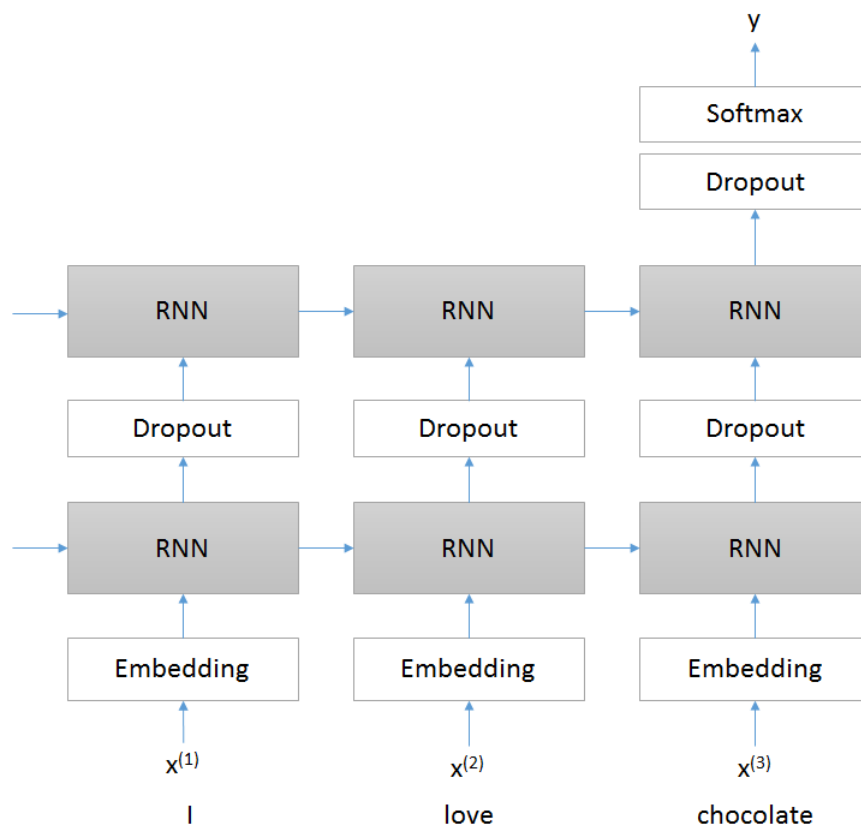 y
Softmax
Dropout
RNN RNN RNN
Dropout Dropout Dropout
RNN RNN RNN
Embedding Embedding Embedding
x(1) x(2) x(3)
I love chocolate